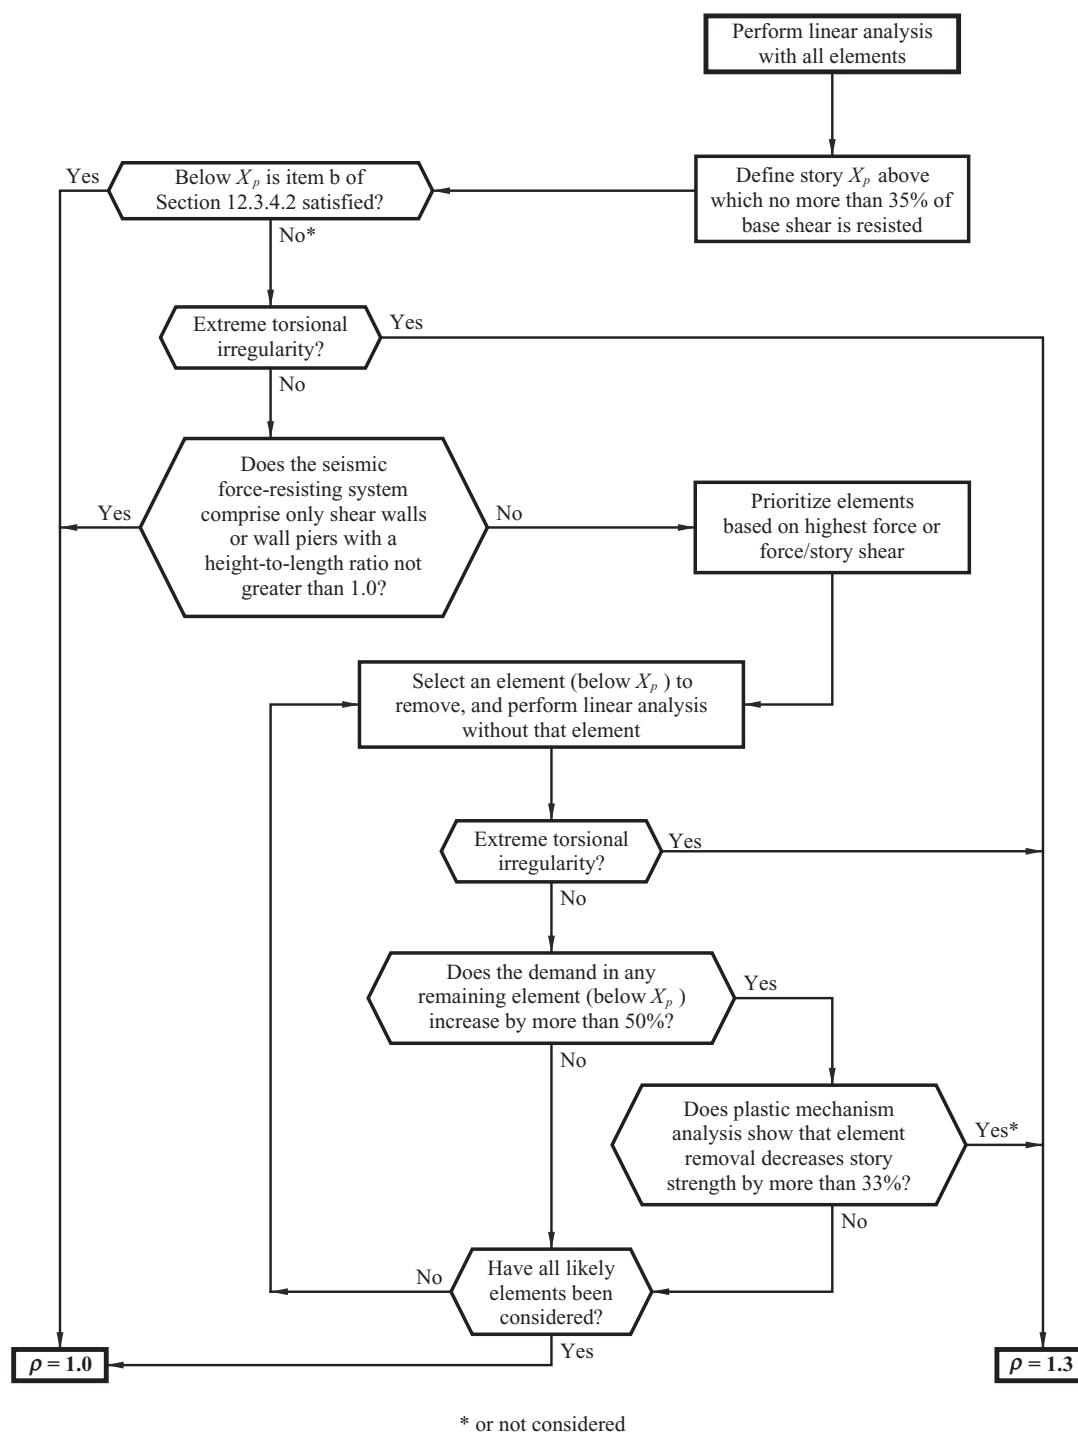 Perform linear analysis
with all elements
Define story Xp above
which no more than 35% of
base shear is resisted
Yes
Below Xp is item b of
Section 12.3.4.2 satisfied?
No*
Extreme torsional
irregularity?
Yes
No
Does the seismic
force-resisting system
comprise only shear walls
or wall piers with a
height-to-length ratio not
greater than 1.0?
Yes
No
Prioritize elements
based on highest force or
force/story shear
Select an element (below Xp ) to
remove, and perform linear analysis
without that element
Extreme torsional
irregularity?
Yes
No
Does the demand in any
remaining element (below Xp )
increase by more than 50%?
Yes
No
Does plastic mechanism
analysis show that element
removal decreases story
strength by more than 33%?
Yes*
No
Have all likely
elements been
considered?
No
Yes
ρ = 1.0
ρ = 1.3
* or not considered